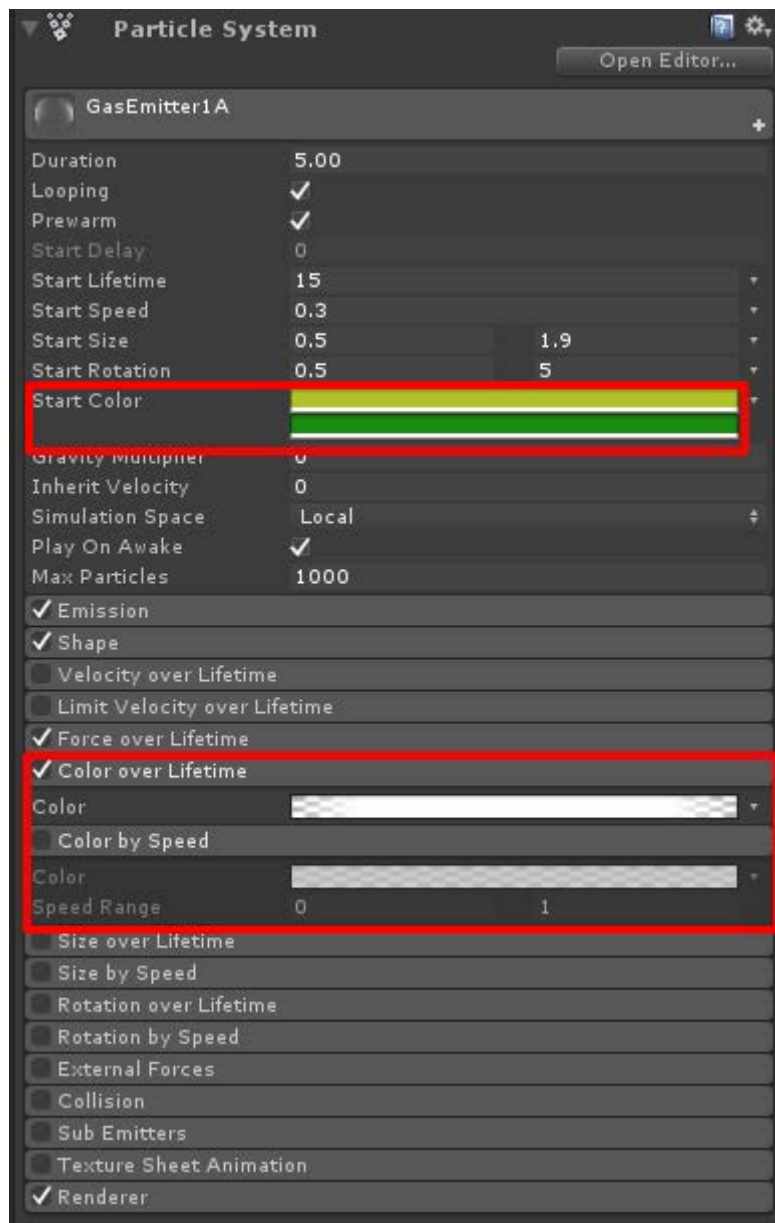 Particle System
Open Editor...
GasEmitter1A
Duration 5.00
Looping
Prewarm
Start Delay 0
Start Lifetime 15
Start Speed 0.3
Start Size 0.5 1.9
Start Rotation 0.5 5
Start Color
Gravity Multiplier 0
Inherit Velocity 0
Simulation Space Local
Play On Awake
Max Particles 1000
Emission
Shape
Velocity over Lifetime
Limit Velocity over Lifetime
Force over Lifetime
Color over Lifetime
Color
Color by Speed
Color
Speed Range 0 1
Size over Lifetime
Size by Speed
Rotation over Lifetime
Rotation by Speed
External Forces
Collision
Sub Emitters
Texture Sheet Animation
Renderer